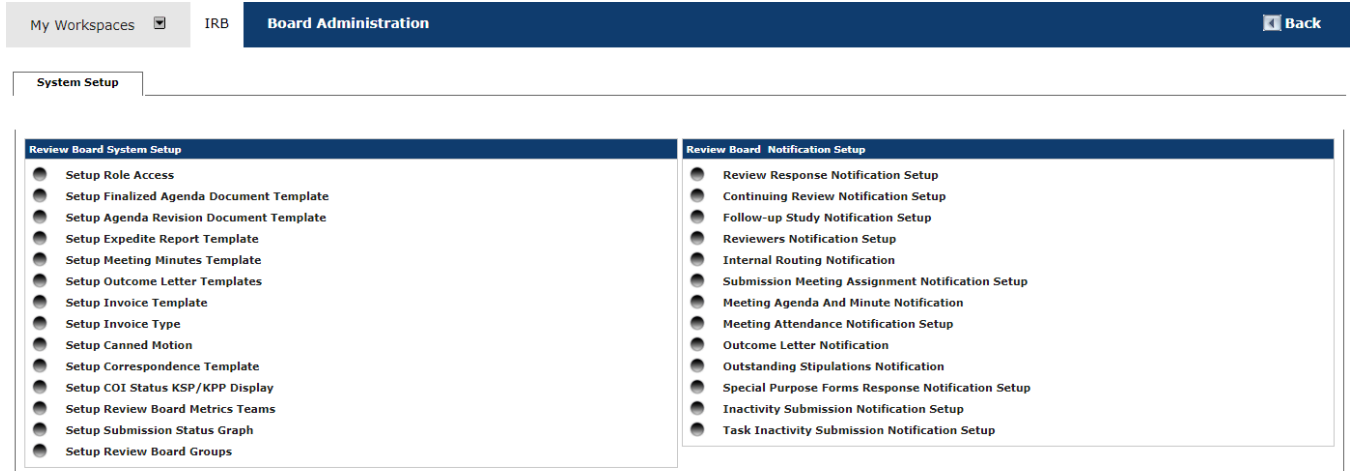 My Workspaces IRB Board Administration Back
System Setup
Review Board System Setup
Setup Role Access
Setup Finalized Agenda Document Template
Setup Agenda Revision Document Template
Setup Expedite Report Template
Setup Meeting Minutes Template
Setup Outcome Letter Templates
Setup Invoice Template
Setup Invoice Type
Setup Canned Motion
Setup Correspondence Template
Setup COI Status KSP/KPP Display
Setup Review Board Metrics Teams
Setup Submission Status Graph
Setup Review Board Groups
Review Board Notification Setup
Review Response Notification Setup
Continuing Review Notification Setup
Follow-up Study Notification Setup
Reviewers Notification Setup
Internal Routing Notification
Submission Meeting Assignment Notification Setup
Meeting Agenda And Minute Notification
Meeting Attendance Notification Setup
Outcome Letter Notification
Outstanding Stipulations Notification
Special Purpose Forms Response Notification Setup
Inactivity Submission Notification Setup
Task Inactivity Submission Notification Setup